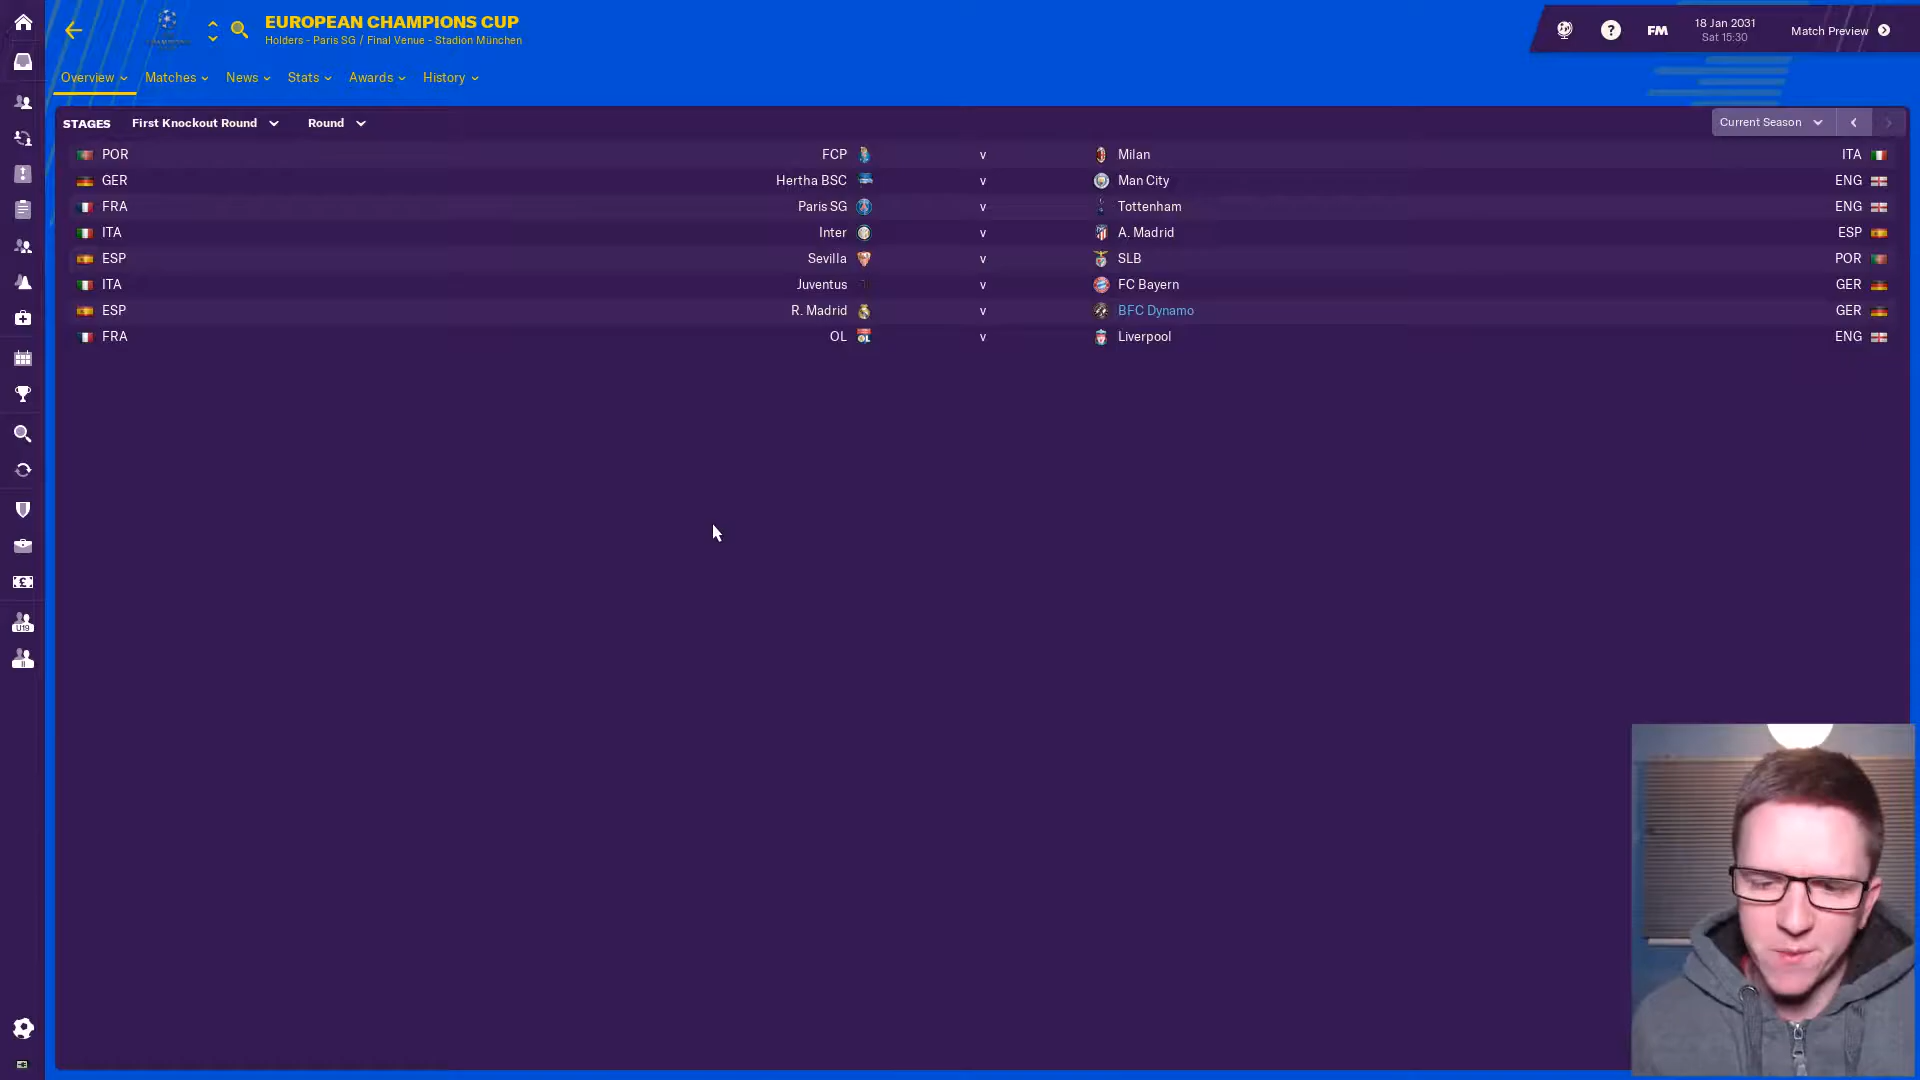 EUROPEAN CHAMPIONS CUP
Holders - Paris SG / Final Venue - Stadion München
FM
18 Jan 2031
Sat 15:30
Match Preview
Overview
Matches
News
Stats
Awards
History
STAGES
First Knockout Round
Round
Current Season
POR FCP v Milan ITA
GER Hertha BSC v Man City ENG
FRA Paris SG v Tottenham ENG
ITA Inter v A. Madrid ESP
ESP Sevilla v SLB POR
ITA Juventus v FC Bayern GER
ESP R. Madrid v BFC Dynamo GER
FRA OL v Liverpool ENG
U19
II